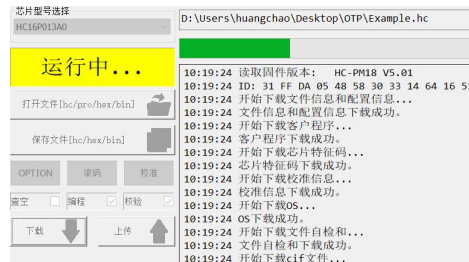 芯片型号选择
HC16P013A0
D:\Users\huangchao\Desktop\OTP\Example.hc
运行中...
打开文件[hc/pro/hex/bin]
保存文件[hc/hex/bin]
OPTION 滚码 校准
查空 编程 校验
下载 上传
10:19:24 读取固件版本: HC-PM18 V5.01
10:19:24 ID: 31 FF DA 05 48 58 30 33 14 64 16 51
10:19:24 开始下载文件信息和配置信息...
10:19:24 文件信息和配置信息下载成功。
10:19:24 开始下载客户程序...
10:19:24 客户程序下载成功。
10:19:24 开始下载芯片特征码...
10:19:24 芯片特征码下载成功。
10:19:24 开始下载校准信息...
10:19:24 校准信息下载成功。
10:19:24 开始下载OS...
10:19:24 OS下载成功。
10:19:24 开始下载文件自检和...
10:19:24 文件自检和下载成功。
10:19:24 开始下载cif文件...